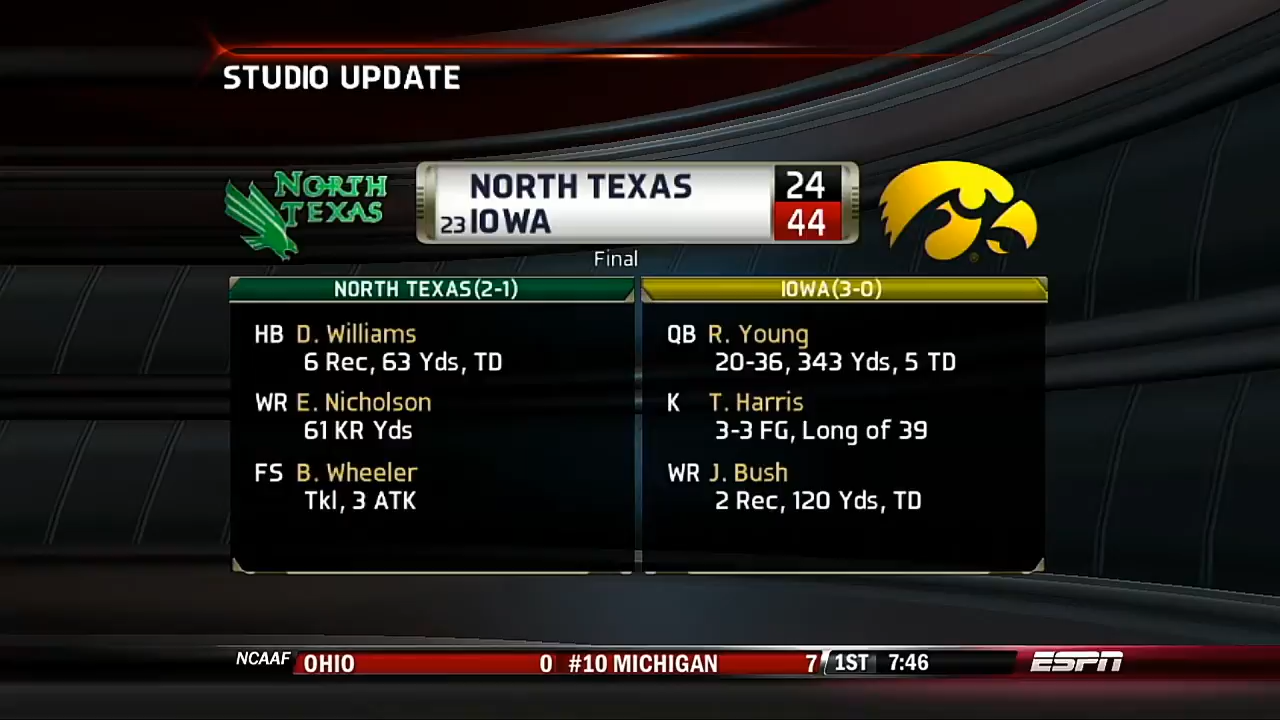 STUDIO UPDATE
NORTH TEXAS
NORTH TEXAS 24
23 IOWA 44
Final
NORTH TEXAS(2-1)
HB D. Williams
6 Rec, 63 Yds, TD
WR E. Nicholson
61 KR Yds
FS B. Wheeler
Tkl, 3 ATK
IOWA(3-0)
QB R. Young
20-36, 343 Yds, 5 TD
K T. Harris
3-3 FG, Long of 39
WR J. Bush
2 Rec, 120 Yds, TD
NCAAF OHIO 0 #10 MICHIGAN 7 1ST 7:46 ESPN